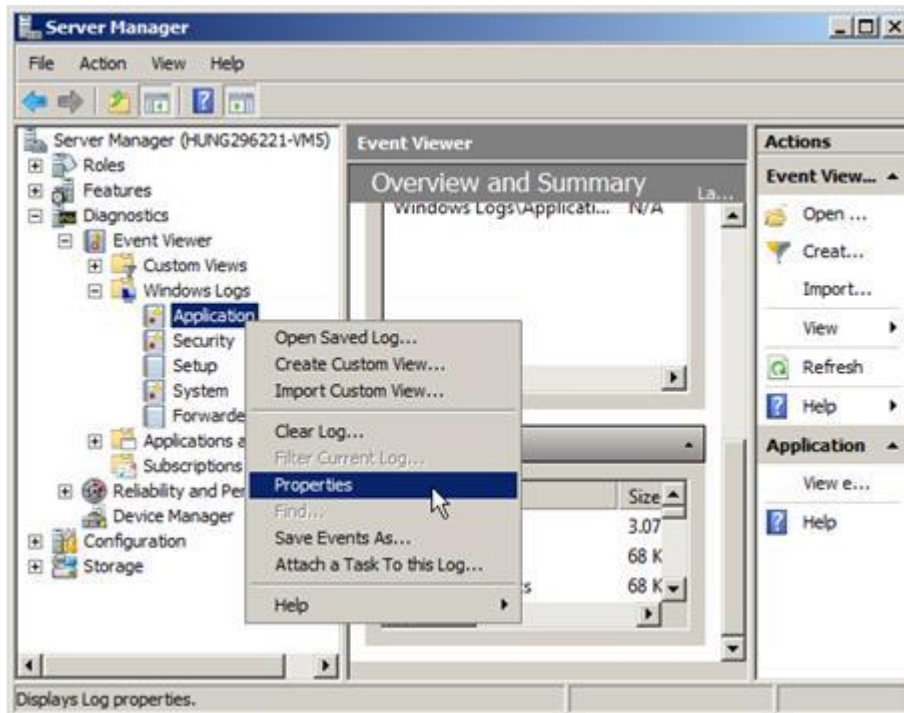 Server Manager
File Action View Help
Server Manager (HUNG296221-VM5)
Roles
Features
Diagnostics
Event Viewer
Custom Views
Windows Logs
Application
Security
Setup
System
Forwarde
Applications a
Subscriptions
Reliability and Per
Device Manager
Configuration
Storage
Event Viewer
Overview and Summary La...
Windows Logs\Applicati... N/A
Open Saved Log...
Create Custom View...
Import Custom View...
Clear Log...
Filter Current Log...
Properties
Find...
Save Events As...
Attach a Task To this Log...
Help
Size
3.07
68 K
s 68 K
Actions
Event View...
Open ...
Creat...
Import...
View
Refresh
Help
Application
View e...
Help
Displays Log properties.